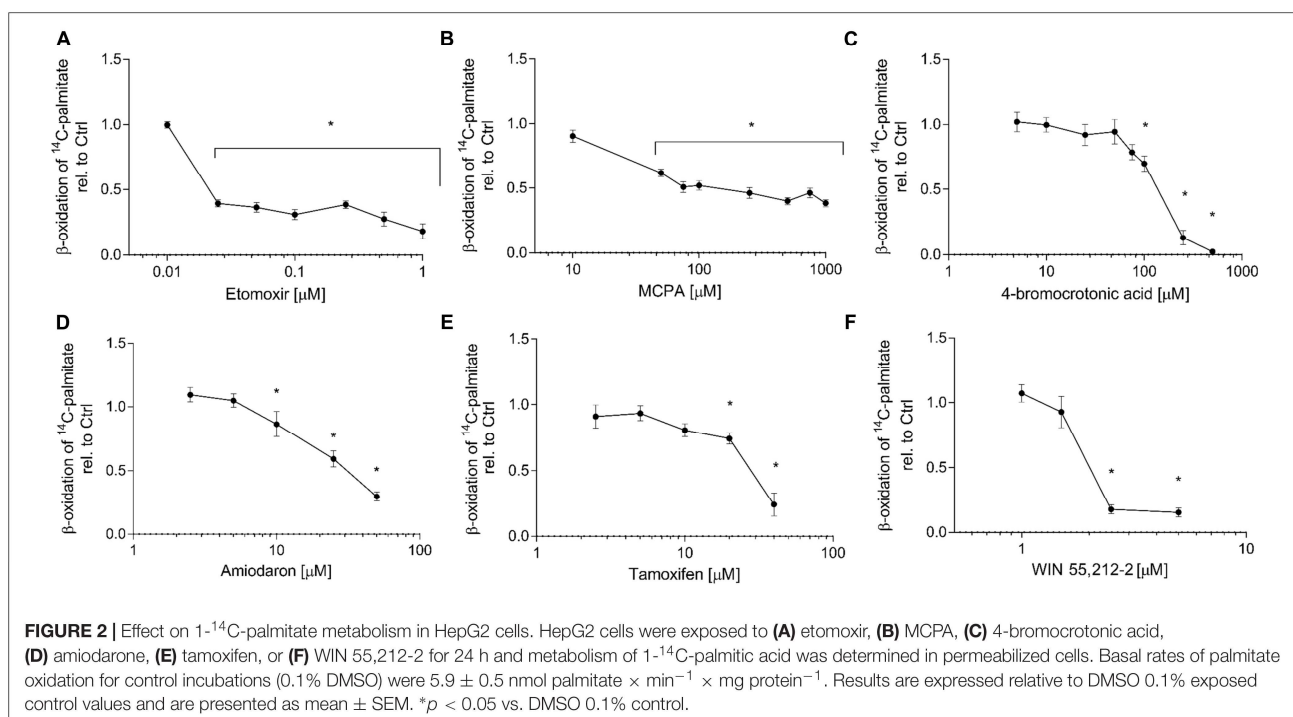 A
1.5
1.0
0.5
0.0
β-oxidation of ¹⁴C-palmitate
rel. to Ctrl
*
0.01
0.1
1
Etomoxir [μM]
B
1.5
1.0
0.5
0.0
β-oxidation of ¹⁴C-palmitate
rel. to Ctrl
*
10
100
1000
MCPA [μM]
C
1.5
1.0
0.5
0.0
β-oxidation of ¹⁴C-palmitate
rel. to Ctrl
*
*
*
1
10
100
1000
4-bromocrotonic acid [μM]
D
1.5
1.0
0.5
0.0
β-oxidation of ¹⁴C-palmitate
rel. to Ctrl
*
*
*
1
10
100
Amiodaron [μM]
E
1.5
1.0
0.5
0.0
β-oxidation of ¹⁴C-palmitate
rel. to Ctrl
*
*
1
10
100
Tamoxifen [μM]
F
1.5
1.0
0.5
0.0
β-oxidation of ¹⁴C-palmitate
rel. to Ctrl
*
*
1
10
WIN 55,212-2 [μM]
FIGURE 2 | Effect on 1-¹⁴C-palmitate metabolism in HepG2 cells. HepG2 cells were exposed to (A) etomoxir, (B) MCPA, (C) 4-bromocrotonic acid,
(D) amiodarone, (E) tamoxifen, or (F) WIN 55,212-2 for 24 h and metabolism of 1-¹⁴C-palmitic acid was determined in permeabilized cells. Basal rates of palmitate
oxidation for control incubations (0.1% DMSO) were 5.9 ± 0.5 nmol palmitate × min⁻¹ × mg protein⁻¹. Results are expressed relative to DMSO 0.1% exposed
control values and are presented as mean ± SEM. *p < 0.05 vs. DMSO 0.1% control.